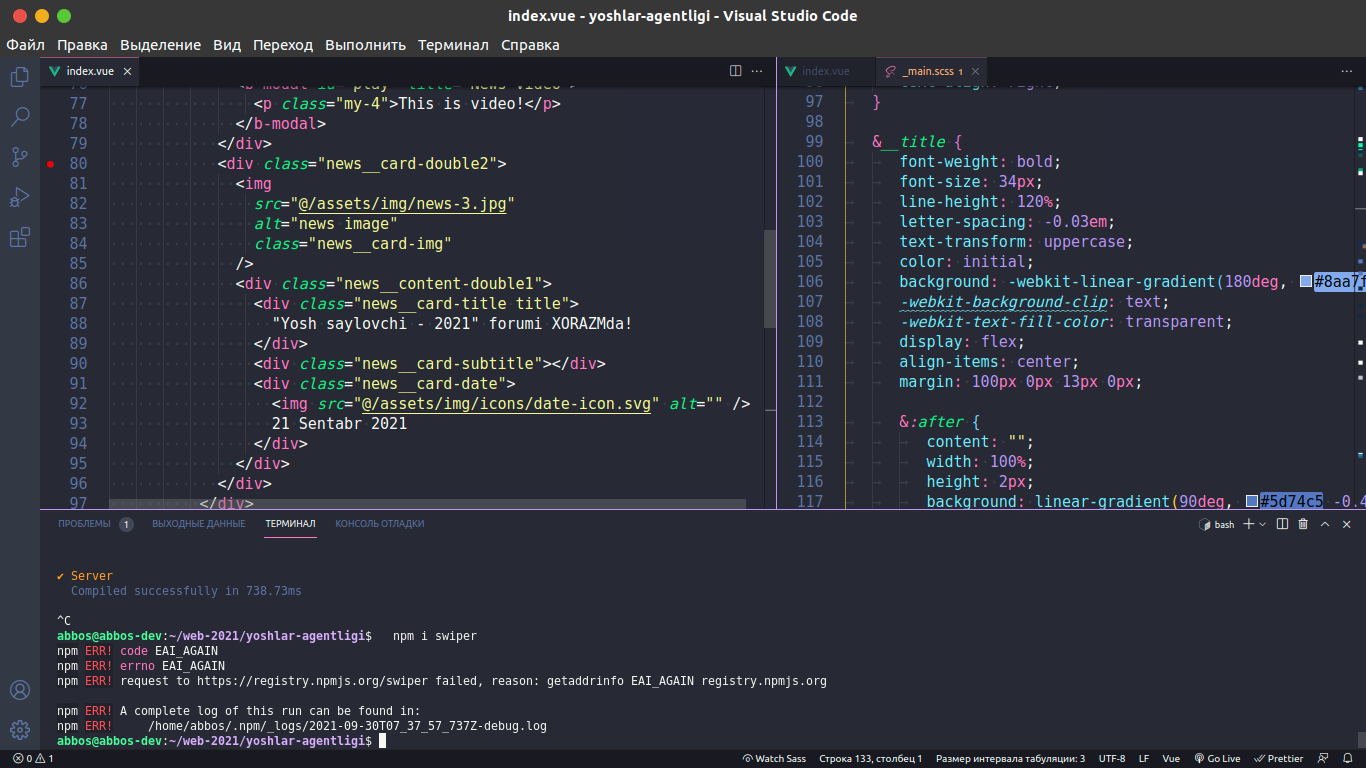 index.vue - yoshlar-agentligi - Visual Studio Code
Файл Правка Выделение Вид Переход Выполнить Терминал Справка
index.vue
77 <p class="my-4">This is video!</p>
78 </b-modal>
79 </div>
80 <div class="news__card-double2">
81 <img
82 src="@/assets/img/news-3.jpg"
83 alt="news image"
84 class="news__card-img"
85 />
86 <div class="news__content-double1">
87 <div class="news__card-title title">
88 "Yosh saylovchi - 2021" forumi XORAZMda!
89 </div>
90 <div class="news__card-subtitle"></div>
91 <div class="news__card-date">
92 <img src="@/assets/img/icons/date-icon.svg" alt="" />
93 21 Sentabr 2021
94 </div>
95 </div>
96 </div>
97 </div>
index.vue _main.scss 1
97 }
98
99 &__title {
100 font-weight: bold;
101 font-size: 34px;
102 line-height: 120%;
103 letter-spacing: -0.03em;
104 text-transform: uppercase;
105 color: initial;
106 background: -webkit-linear-gradient(180deg, #8aa7f
107 -webkit-background-clip: text;
108 -webkit-text-fill-color: transparent;
109 display: flex;
110 align-items: center;
111 margin: 100px 0px 13px 0px;
112
113 &:after {
114 content: "";
115 width: 100%;
116 height: 2px;
117 background: linear-gradient(90deg, #5d74c5 -0.4
ПРОБЛЕМЫ 1 ВЫХОДНЫЕ ДАННЫЕ ТЕРМИНАЛ КОНСОЛЬ ОТЛАДКИ bash
✔ Server
Compiled successfully in 738.73ms
^C
abbos@abbos-dev:~/web-2021/yoshlar-agentligi$ npm i swiper
npm ERR! code EAI_AGAIN
npm ERR! errno EAI_AGAIN
npm ERR! request to https://registry.npmjs.org/swiper failed, reason: getaddrinfo EAI_AGAIN registry.npmjs.org
npm ERR! A complete log of this run can be found in:
npm ERR! /home/abbos/.npm/_logs/2021-09-30T07_37_57_737Z-debug.log
abbos@abbos-dev:~/web-2021/yoshlar-agentligi$
0 1 Watch Sass Строка 133, столбец 1 Размер интервала табуляции: 3 UTF-8 LF Vue Go Live Prettier